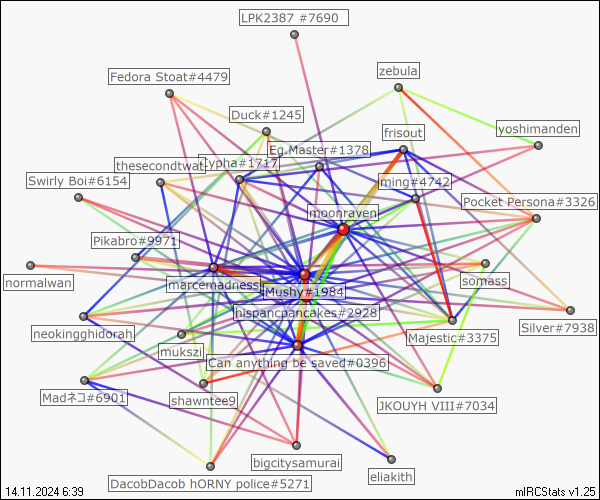 LPK2387 #7690
zebula
Fedora Stoat#4479
Duck#1245
yoshimanden
frisout
Eg.Master#1378
thesecondtwat
ypha#1717
Swirly Boi#6154
ming#4742
Pocket Persona#3326
moonraven
Pikabro#9971
normalwan
marcemadness
somass
Mushy#1984
hispancpancakes#2928
neokingghidorah
Silver#7938
Majestic#3375
mukszi
Can anything be saved#0396
Madネコ#6901
shawntee9
JKOUYH VIII#7034
bigcitysamurai
eliakith
DacobDacob hORNY police#5271
14.11.2024 6:39
mIRCStats v1.25